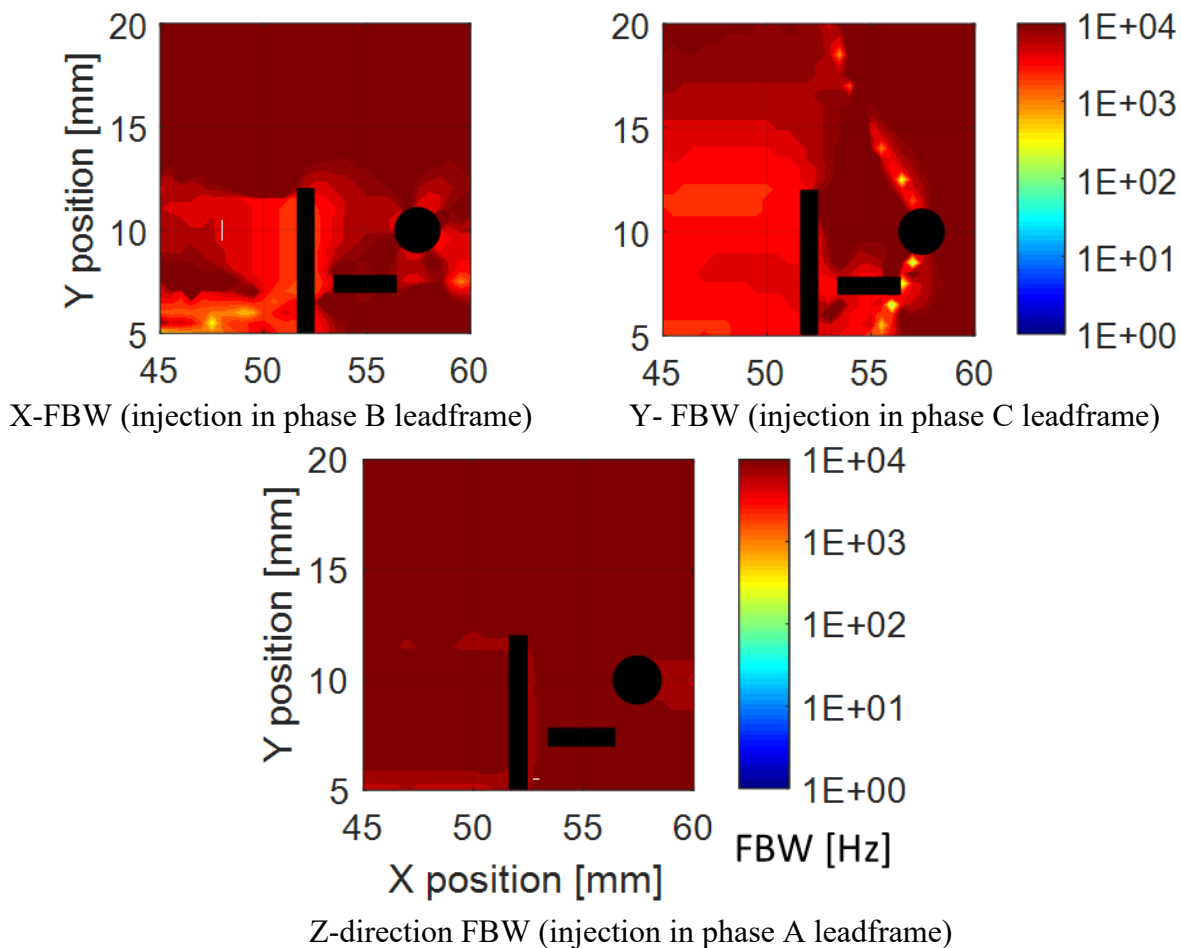 20
15
10
5
Y position [mm]
45 50 55 60
X-FBW (injection in phase B leadframe)
20
15
10
5
45 50 55 60
1E+04
1E+03
1E+02
1E+01
1E+00
Y- FBW (injection in phase C leadframe)
20
15
10
5
Y position [mm]
45 50 55 60
X position [mm]
1E+04
1E+03
1E+02
1E+01
1E+00
FBW [Hz]
Z-direction FBW (injection in phase A leadframe)